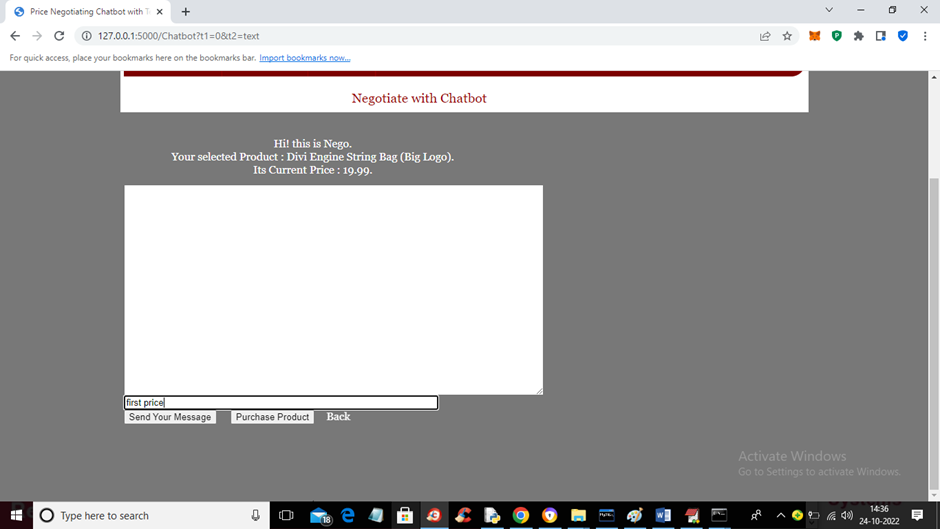 Price Negotiating Chatbot with T
127.0.0.1:5000/Chatbot?t1=0&t2=text
For quick access, place your bookmarks here on the bookmarks bar. Import bookmarks now...
Negotiate with Chatbot
Hi! this is Nego.
Your selected Product : Divi Engine String Bag (Big Logo).
Its Current Price : 19.99.
first price
Send Your Message Purchase Product Back
Activate Windows
Go to Settings to activate Windows.
Type here to search
18
14:36
24-10-2022